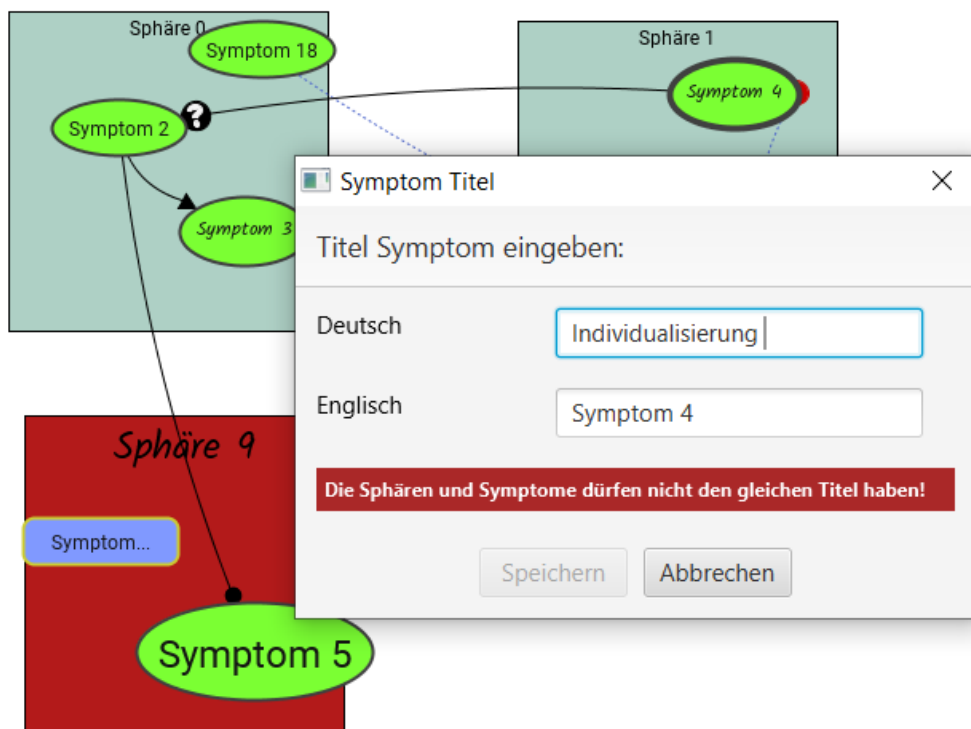 Sphäre 0
Symptom 18
Symptom 2
Symptom 3
Sphäre 1
Symptom 4
?
Symptom Titel
Titel Symptom eingeben:
Deutsch
Individualisierung
Englisch
Symptom 4
Die Sphären und Symptome dürfen nicht den gleichen Titel haben!
Speichern
Abbrechen
Sphäre 9
Symptom...
Symptom 5